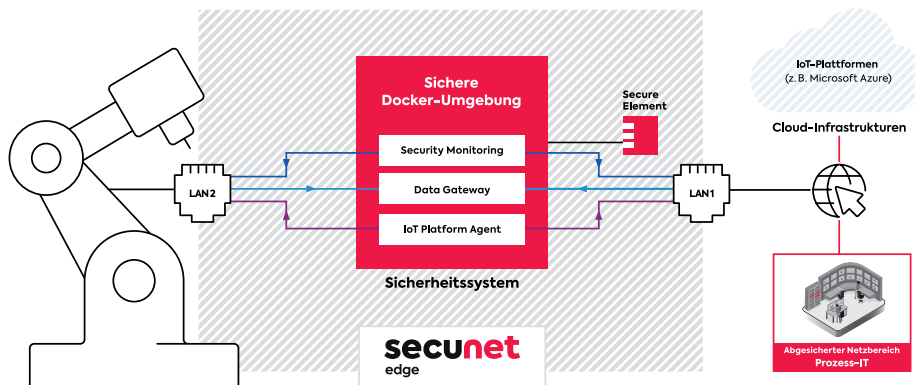 Sichere
Docker-Umgebung
Security Monitoring
Data Gateway
IoT Platform Agent
Sicherheitssystem
Secure
Element
LAN2
LAN1
IoT-Plattformen
(z. B. Microsoft Azure)
Cloud-Infrastrukturen
Abgesicherter Netzbereich
Prozess-IT
secunet
edge